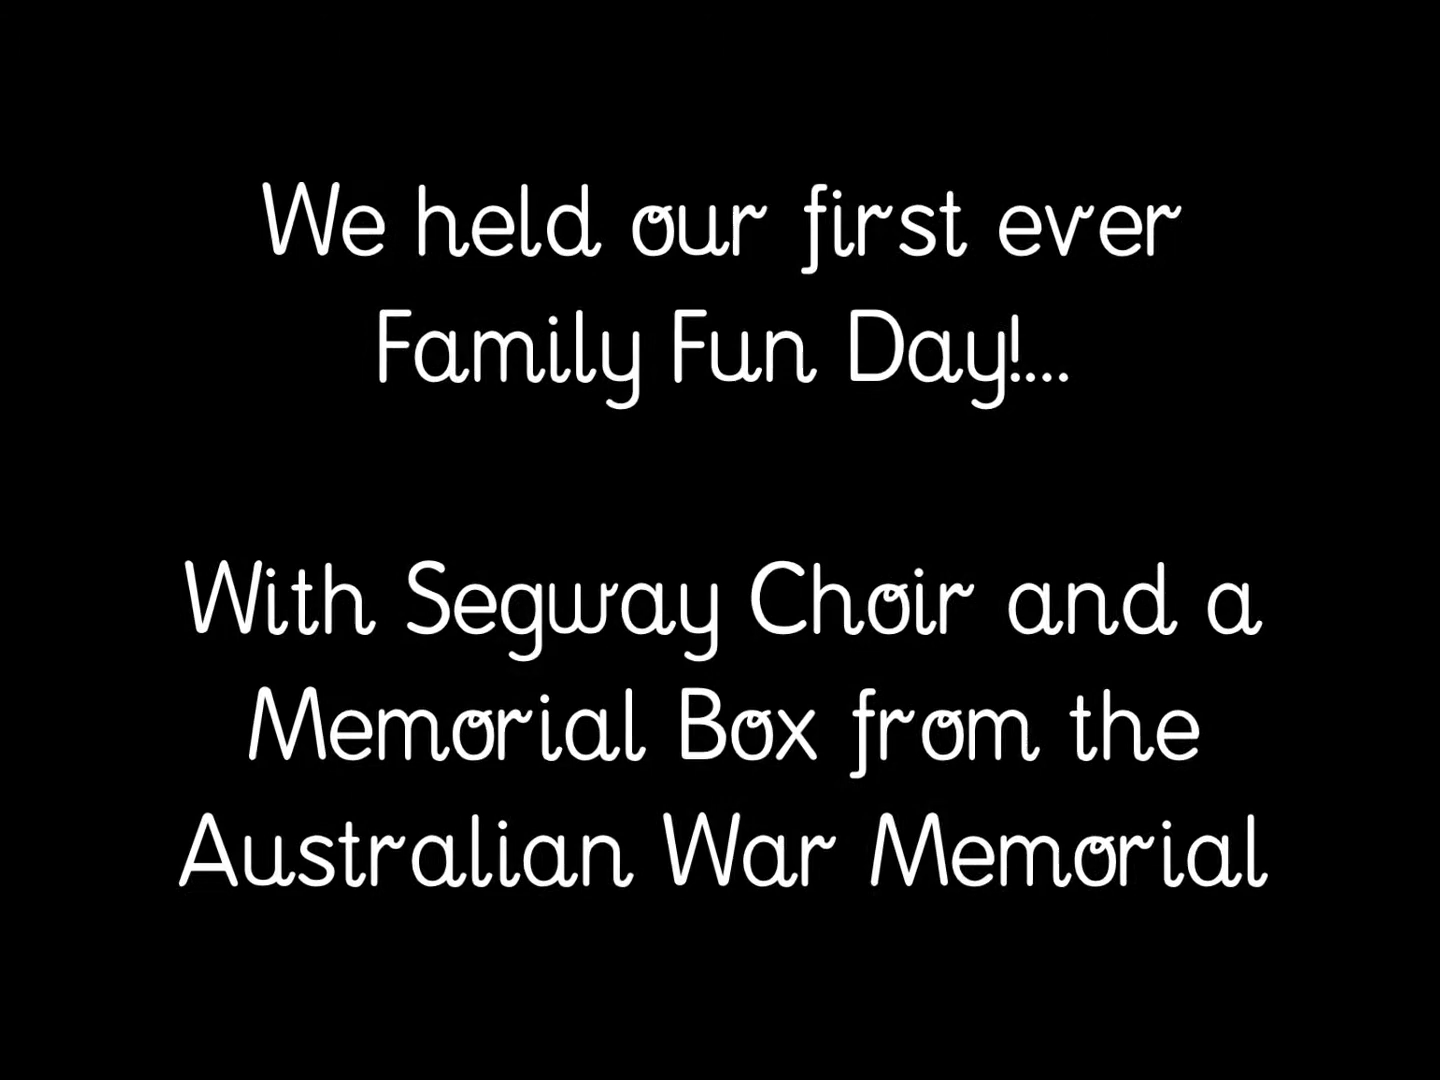 We held our first ever
Family Fun Day!...
With Segway Choir and a
Memorial Box from the
Australian War Memorial